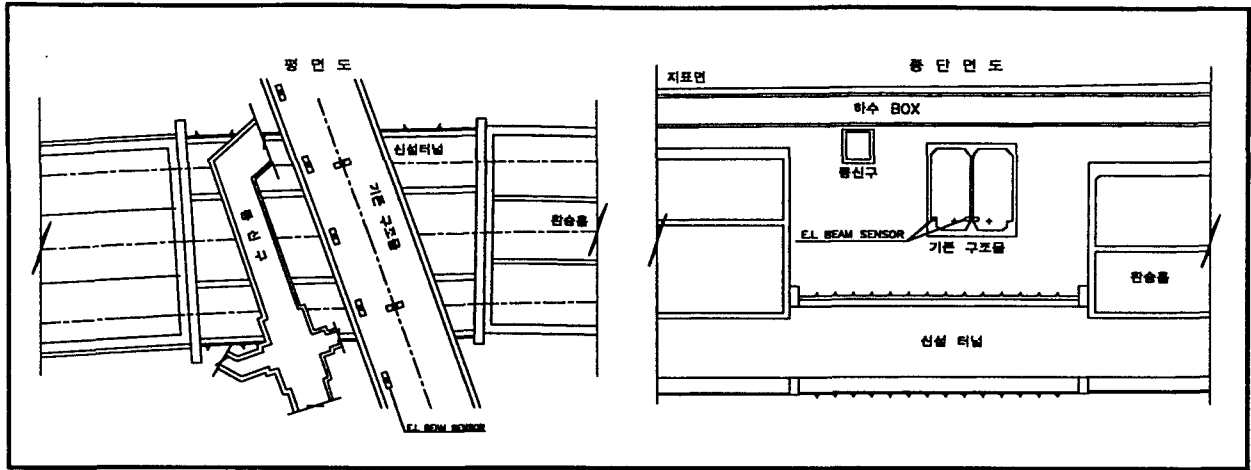 평 면 도
신설터널
기존 구조물
통신구
환승홀
E.L BEAM SENSOR
종 단 면 도
지표면
하수 BOX
통신구
E.L BEAM SENSOR
기존 구조물
환승홀
신설 터널